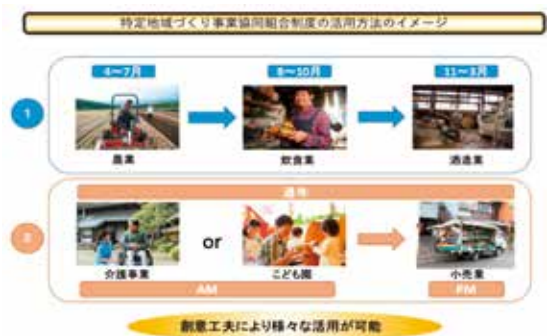 特定地域づくり事業協同組合制度の活用方法のイメージ
4～7月
8～10月
11～3月
1
農業
飲食業
酒造業
通年
2
介護事業
or
こども園
小売業
AM
PM
創意工夫により様々な活用が可能